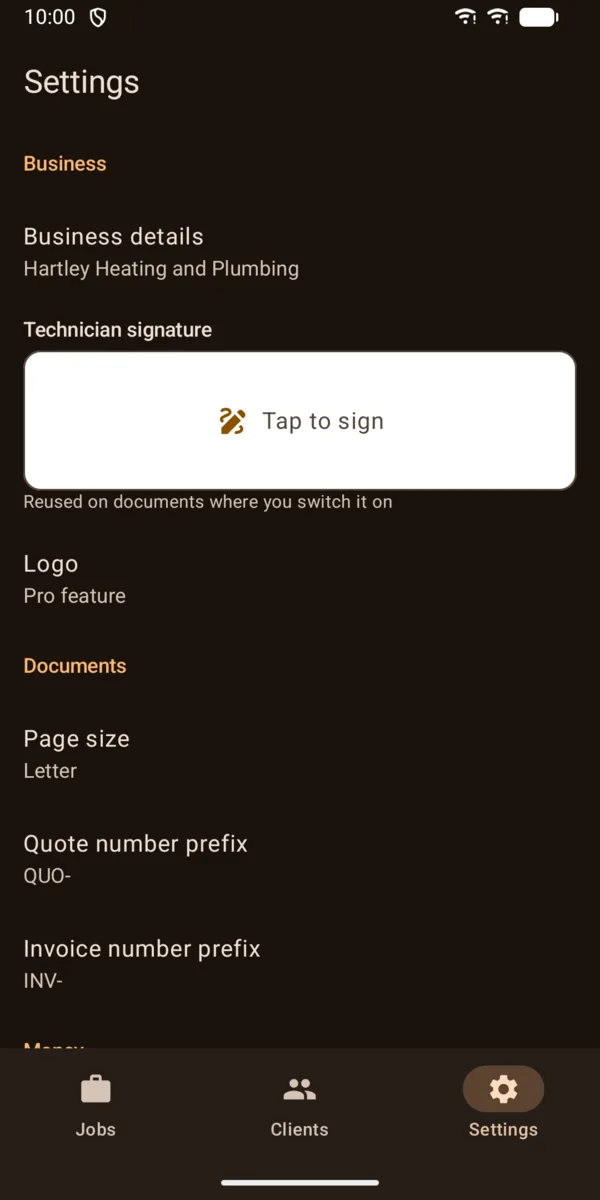 10:00
Settings
Business
Business details
Hartley Heating and Plumbing
Technician signature
Tap to sign
Reused on documents where you switch it on
Logo
Pro feature
Documents
Page size
Letter
Quote number prefix
QUO-
Invoice number prefix
INV-
Money
Jobs
Clients
Settings